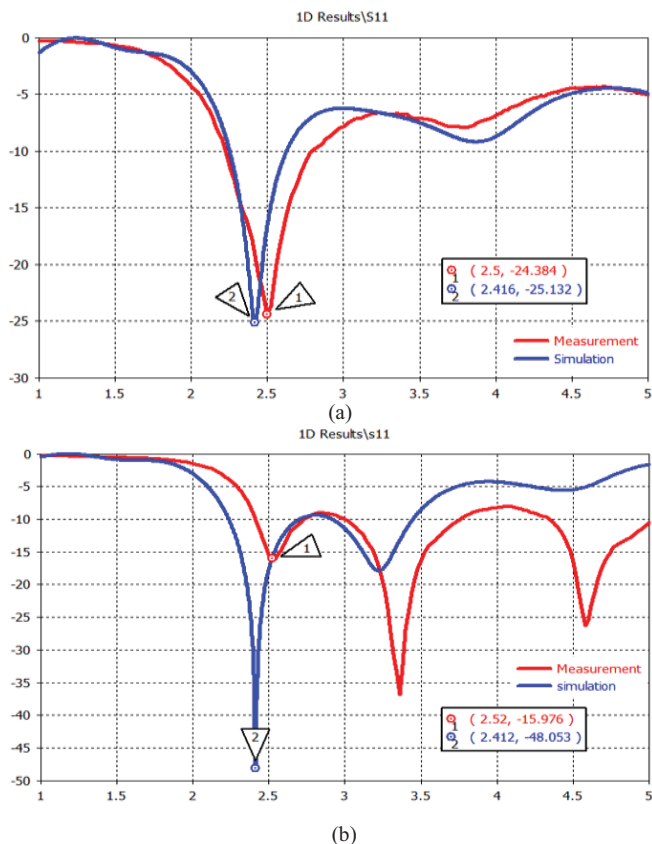 1D Results\S11
0
-5
-10
-15
-20
-25
-30
2
1
1 ( 2.5, -24.384 )
2 ( 2.416, -25.132 )
Measurement
Simulation
1 1.5 2 2.5 3 3.5 4 4.5 5
(a)
1D Results\s11
0
-5
-10
-15
-20
-25
-30
-35
-40
-45
-50
1
2
Measurement
simulation
1 ( 2.52, -15.976 )
2 ( 2.412, -48.053 )
1 1.5 2 2.5 3 3.5 4 4.5 5
(b)